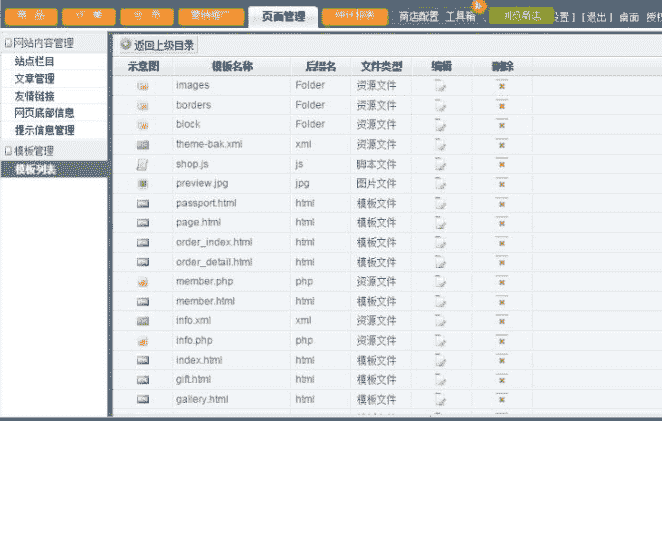 页面管理 商店配置 工具箱 [退出] 桌面
网站内容管理
站点栏目
文章管理
友情链接
网页底部信息
提示信息管理
模板管理
模板列表
返回上级目录
示意图 模板名称 后缀名 文件类型 编辑 删除
images Folder 资源文件
borders Folder 资源文件
block Folder 资源文件
theme-bak.xml xml 资源文件
shop.js js 脚本文件
preview.jpg jpg 图片文件
passport.html html 模板文件
page.html html 模板文件
order_index.html html 模板文件
order_detail.html html 模板文件
member.php php 资源文件
member.html html 模板文件
info.xml xml 资源文件
info.php php 资源文件
index.html html 模板文件
gift.html html 模板文件
gallery.html html 模板文件